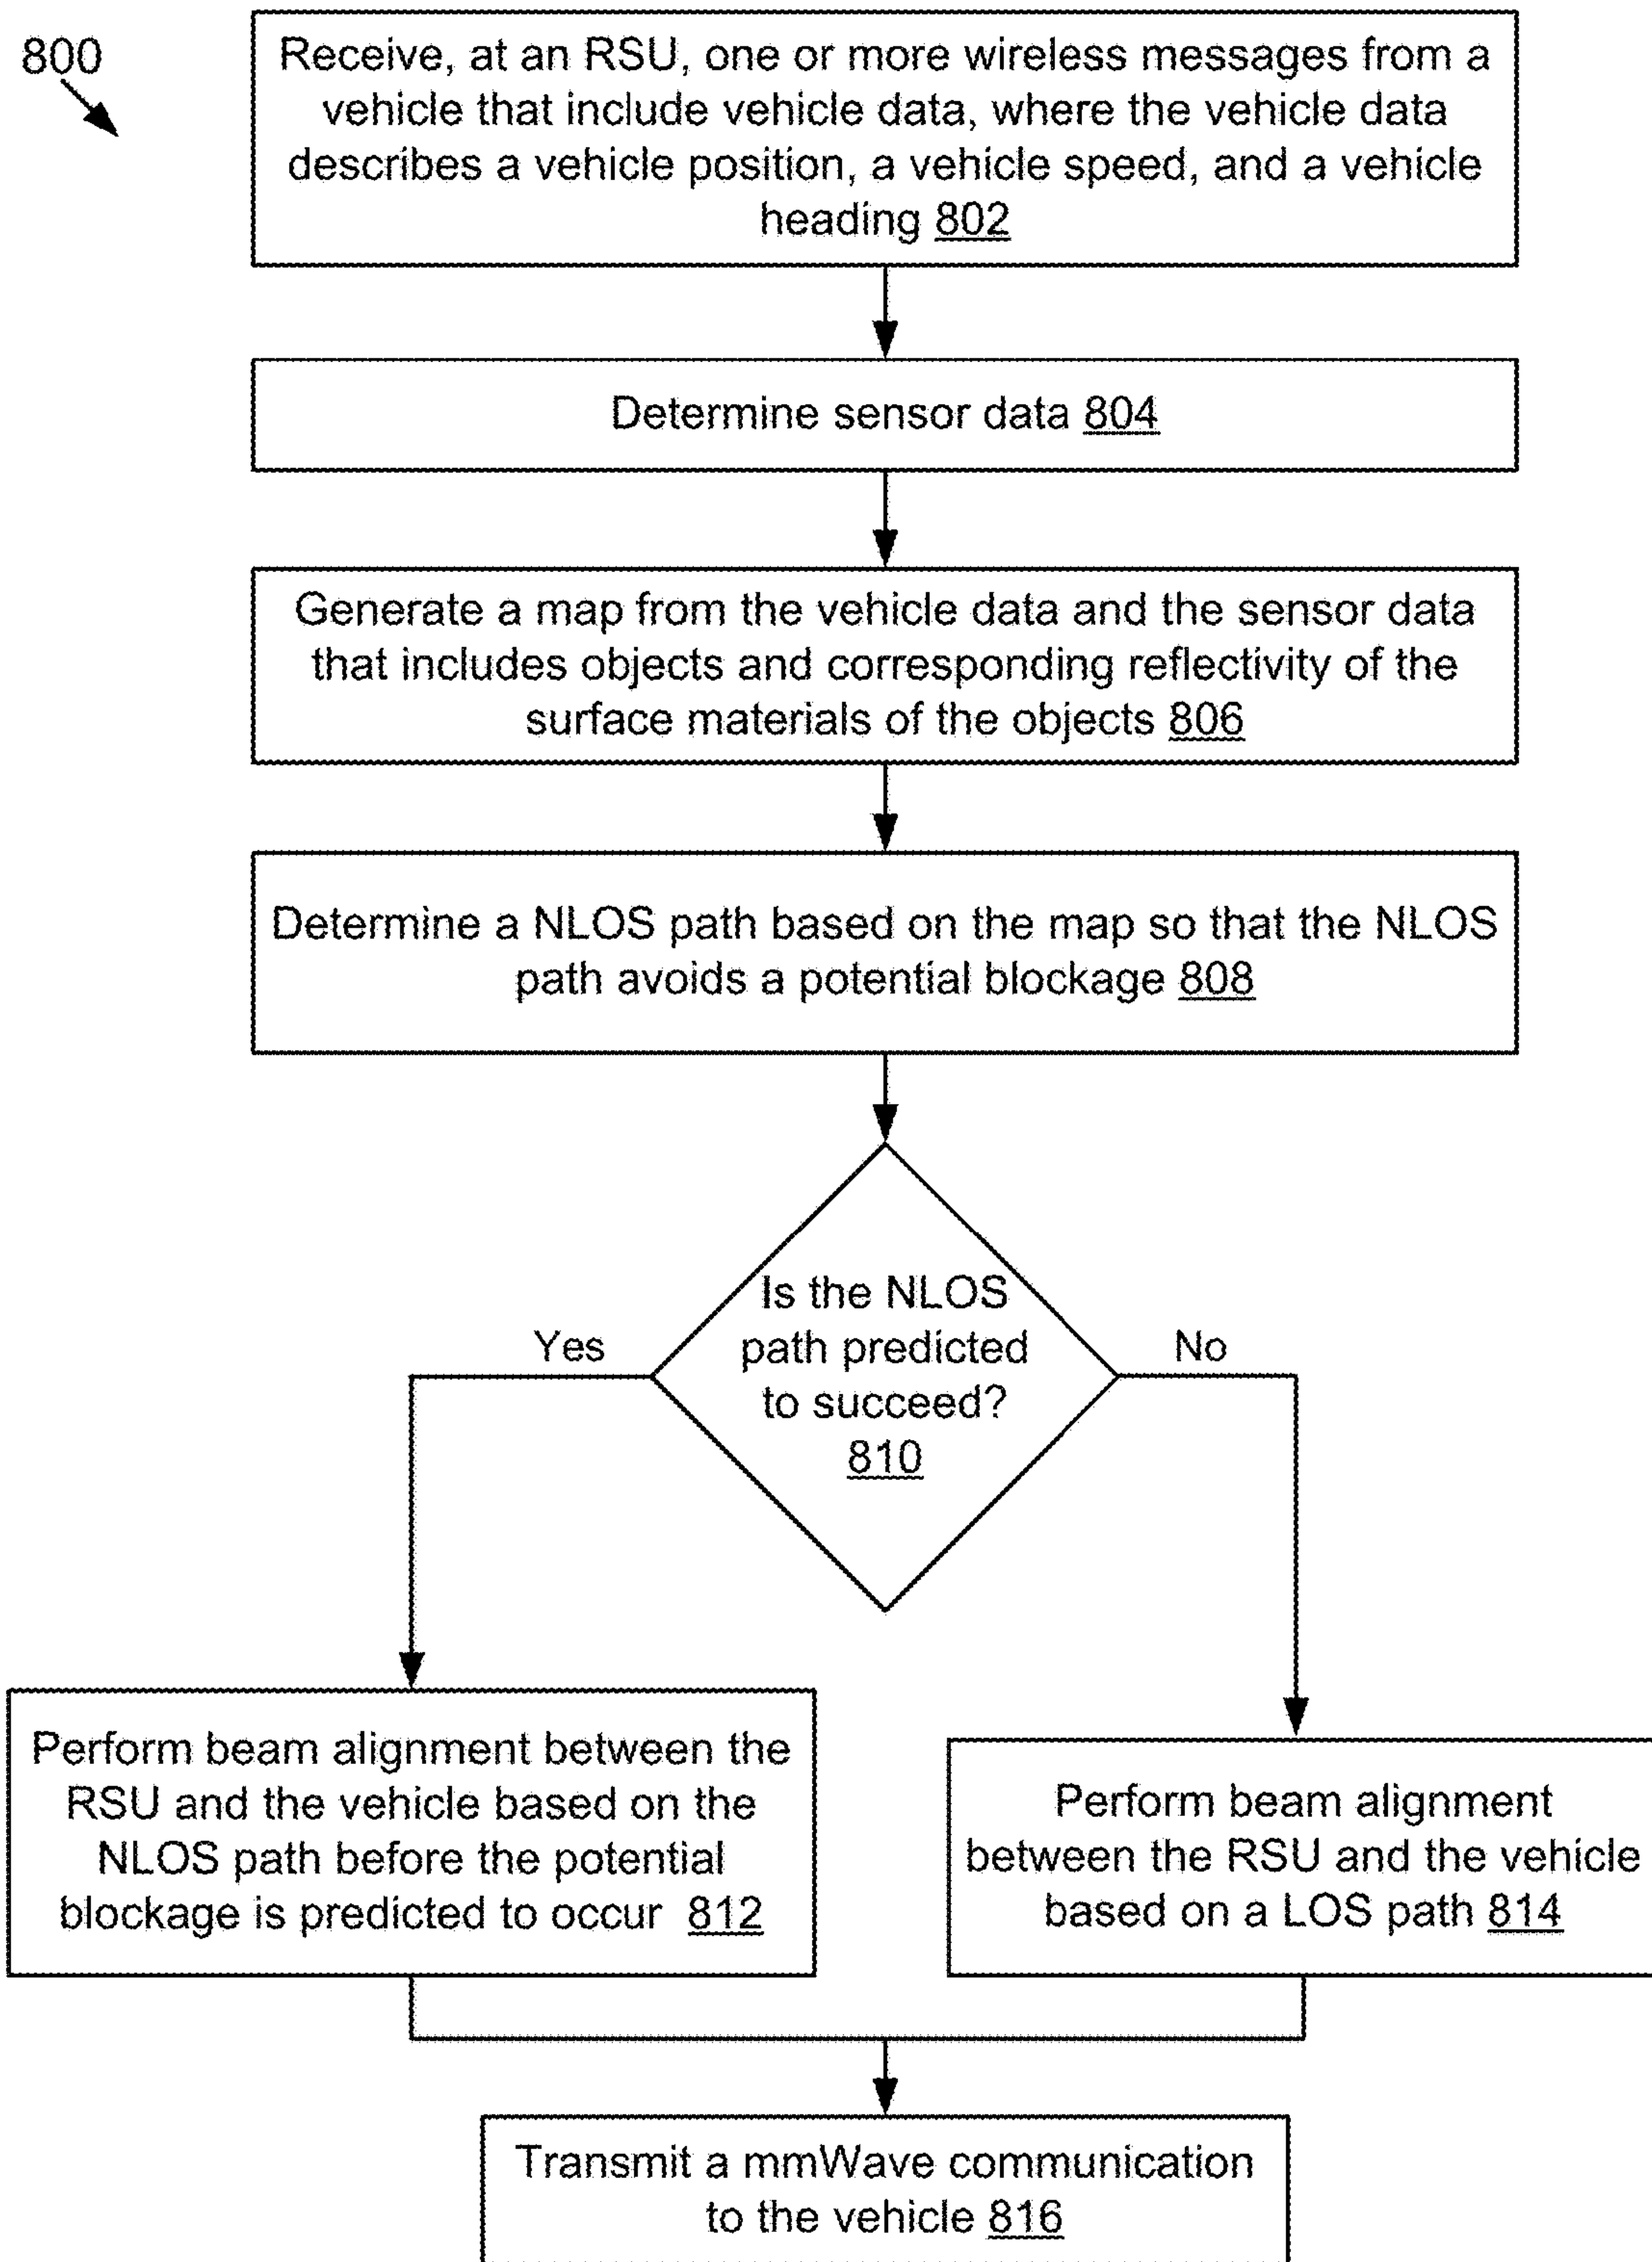 800
Receive, at an RSU, one or more wireless messages from a
vehicle that include vehicle data, where the vehicle data
describes a vehicle position, a vehicle speed, and a vehicle
heading 802
Determine sensor data 804
Generate a map from the vehicle data and the sensor data
that includes objects and corresponding reflectivity of the
surface materials of the objects 806
Determine a NLOS path based on the map so that the NLOS
path avoids a potential blockage 808
Is the NLOS
path predicted
to succeed?
810
Yes
No
Perform beam alignment between the
RSU and the vehicle based on the
NLOS path before the potential
blockage is predicted to occur 812
Perform beam alignment
between the RSU and the vehicle
based on a LOS path 814
Transmit a mmWave communication
to the vehicle 816